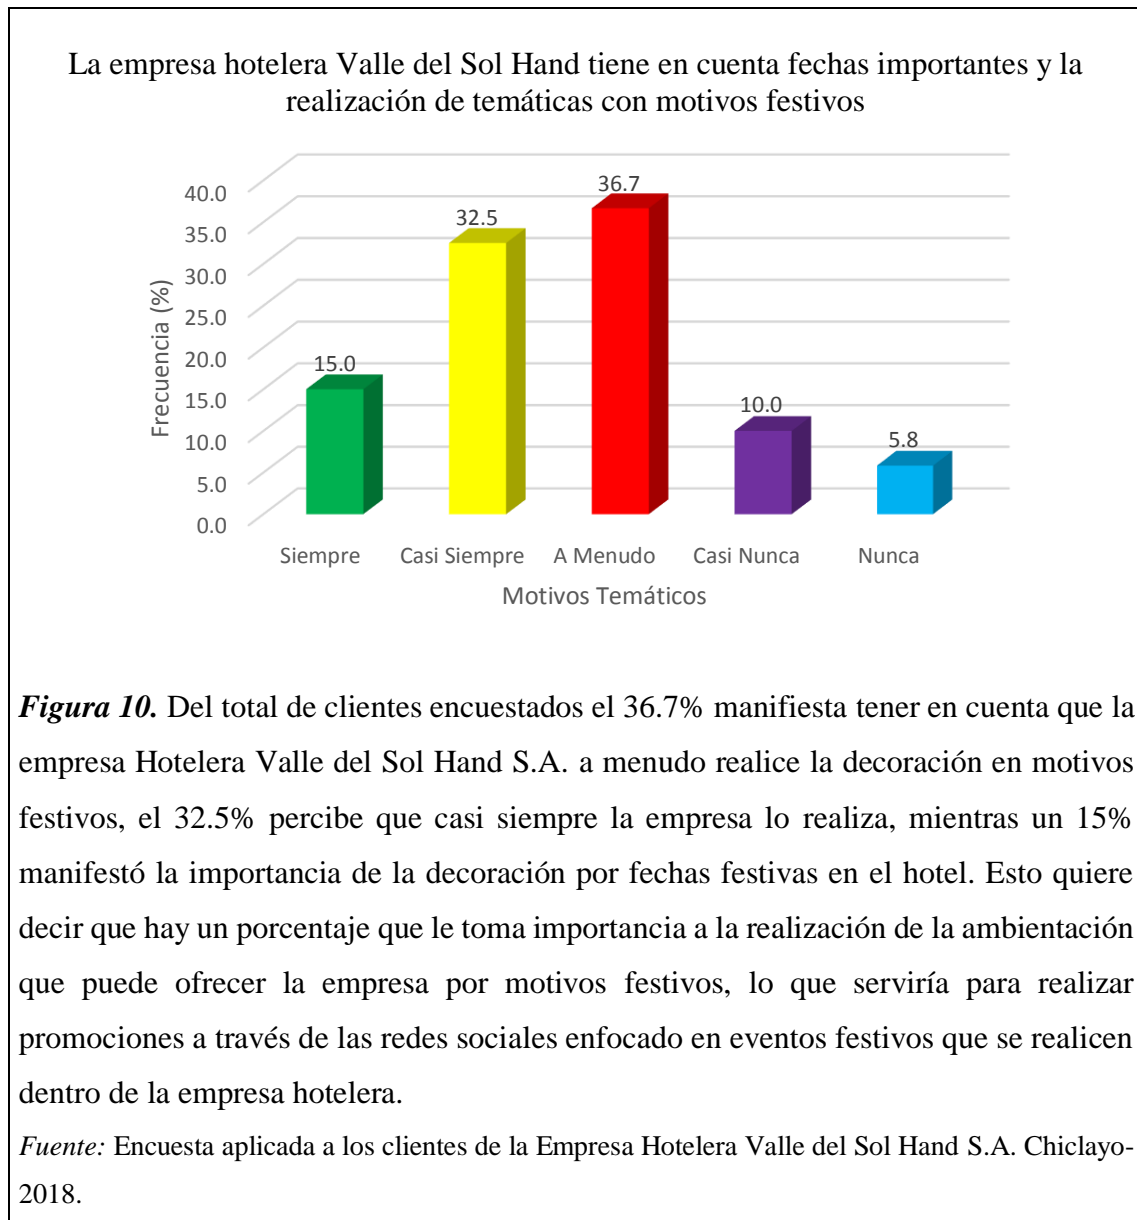 La empresa hotelera Valle del Sol Hand tiene en cuenta fechas importantes y la
realización de temáticas con motivos festivos
40.0
35.0
30.0
25.0
20.0
15.0
10.0
5.0
0.0
Frecuencia (%)
15.0
32.5
36.7
10.0
5.8
Siempre
Casi Siempre
A Menudo
Casi Nunca
Nunca
Motivos Temáticos
Figura 10. Del total de clientes encuestados el 36.7% manifiesta tener en cuenta que la
empresa Hotelera Valle del Sol Hand S.A. a menudo realice la decoración en motivos
festivos, el 32.5% percibe que casi siempre la empresa lo realiza, mientras un 15%
manifestó la importancia de la decoración por fechas festivas en el hotel. Esto quiere
decir que hay un porcentaje que le toma importancia a la realización de la ambientación
que puede ofrecer la empresa por motivos festivos, lo que serviría para realizar
promociones a través de las redes sociales enfocado en eventos festivos que se realicen
dentro de la empresa hotelera.
Fuente: Encuesta aplicada a los clientes de la Empresa Hotelera Valle del Sol Hand S.A. Chiclayo-
2018.